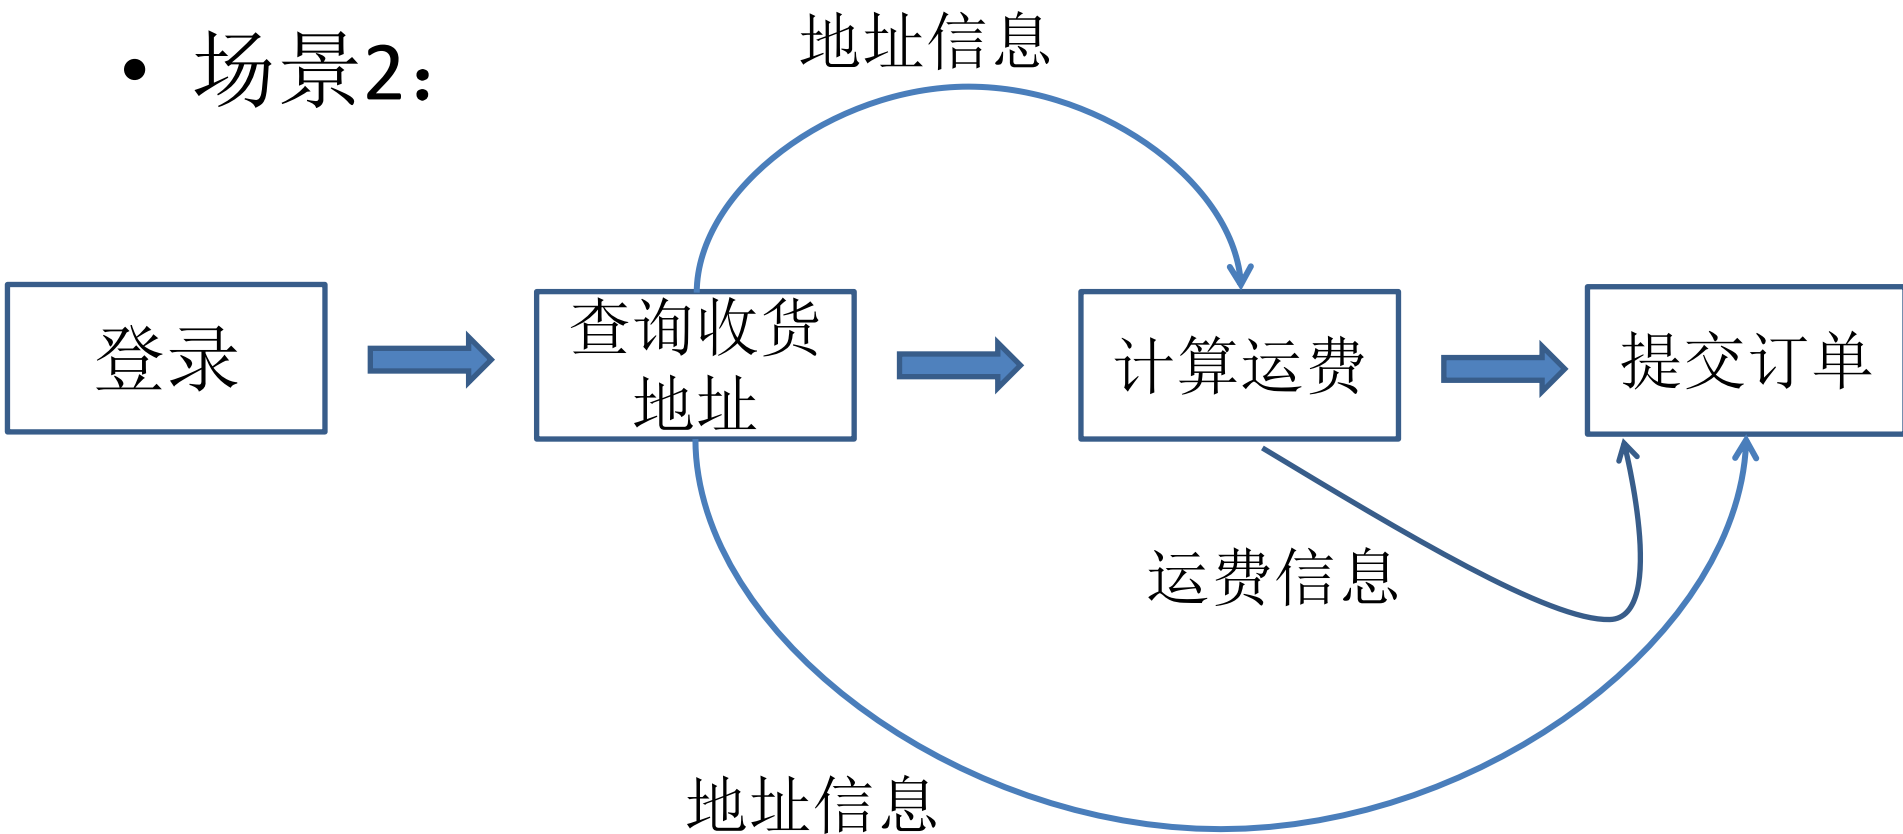 • 场景2：
地址信息
登录
查询收货
地址
计算运费
提交订单
运费信息
地址信息